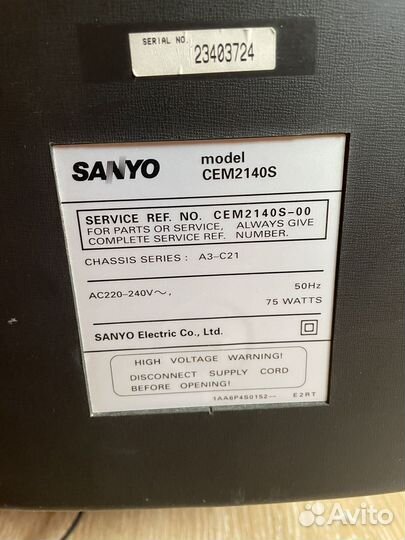 SERIAL NO. 23403724
SANYO model
CEM2140S
SERVICE REF. NO. CEM2140S-00
FOR PARTS OR SERVICE, ALWAYS GIVE
COMPLETE SERVICE REF. NUMBER.
CHASSIS SERIES : A3-C21
AC220-240V～, 50Hz
75 WATTS
SANYO Electric Co., Ltd.
HIGH VOLTAGE WARNING!
DISCONNECT SUPPLY CORD
BEFORE OPENING!
1AA6P4S0152-- E2RT
Avito